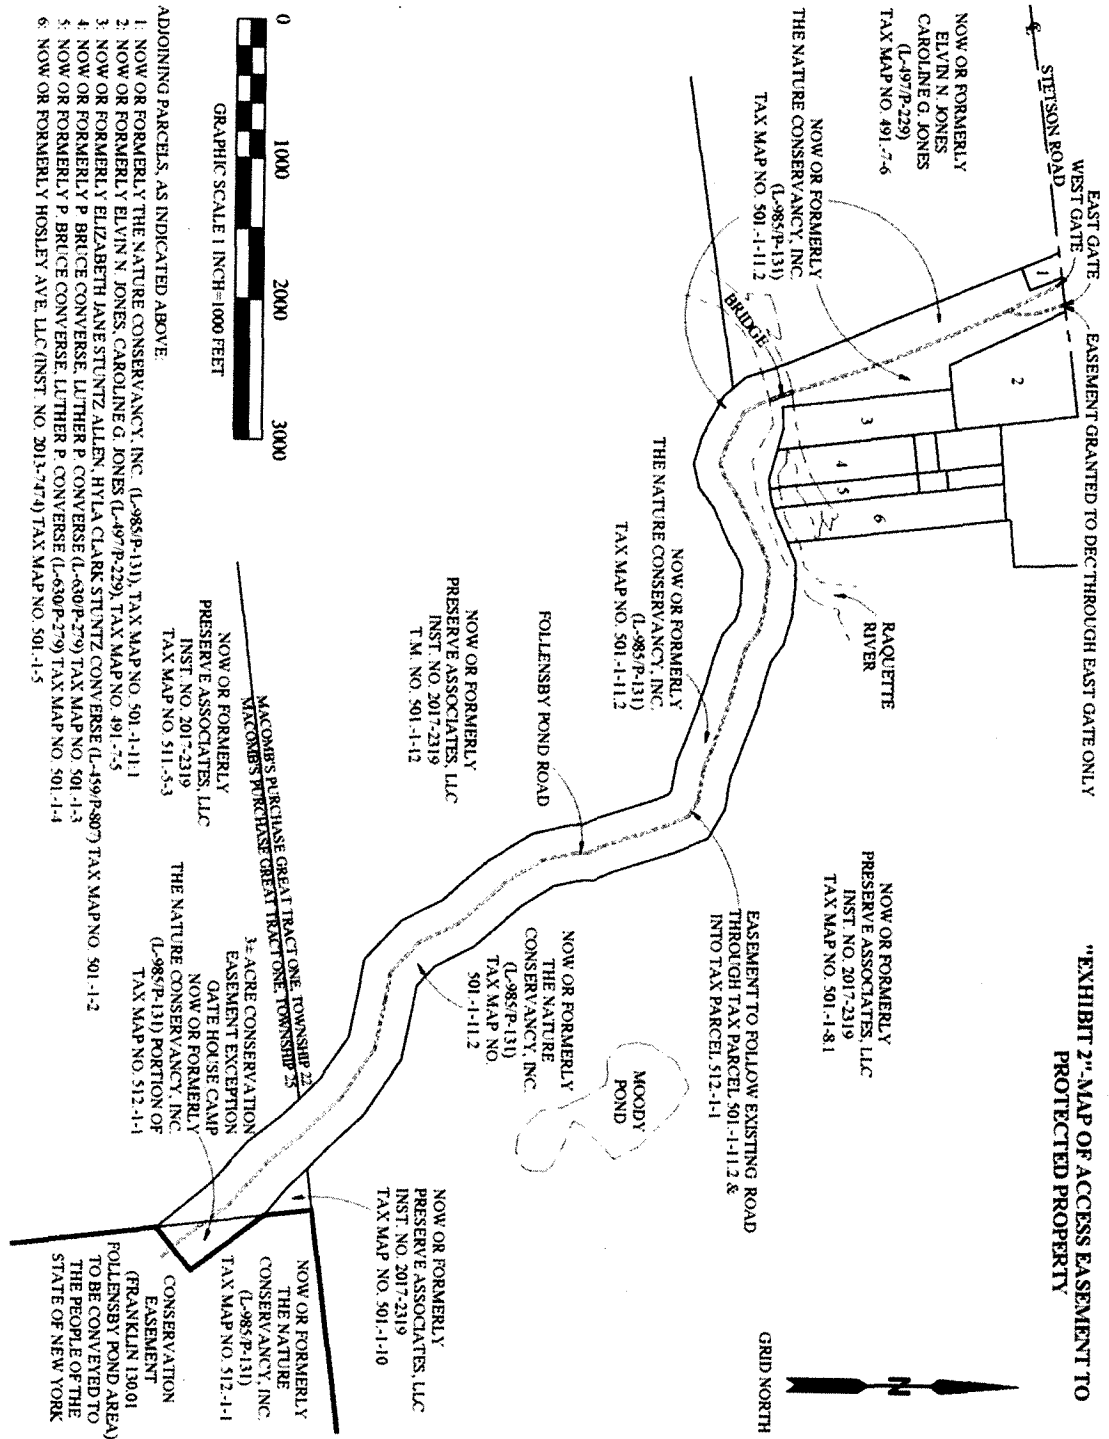 "EXHIBIT 2"-MAP OF ACCESS EASEMENT TO
PROTECTED PROPERTY
EAST GATE
WEST GATE
EASEMENT GRANTED TO DEC THROUGH EAST GATE ONLY
STETSON ROAD
NOW OR FORMERLY
ELVIN N. JONES
CAROLINE G. JONES
(L-497/P-229)
TAX MAP NO. 491.-7-6
1
2
3
4
5
6
NOW OR FORMERLY
THE NATURE CONSERVANCY, INC.
(L-985/P-131)
TAX MAP NO. 501.-1-11.2
BRIDGE
RAQUETTE
RIVER
NOW OR FORMERLY
PRESERVE ASSOCIATES, LLC
INST. NO. 2017-2319
TAX MAP NO. 501.-1-8.1
NOW OR FORMERLY
THE NATURE CONSERVANCY, INC.
(L-985/P-131)
TAX MAP NO. 501.-1-11.2
EASEMENT TO FOLLOW EXISTING ROAD
THROUGH TAX PARCEL 501.-1-11.2 &
INTO TAX PARCEL 512.-1-1
GRID NORTH
N
FOLLENSBY POND ROAD
MOODY
POND
NOW OR FORMERLY
THE NATURE
CONSERVANCY, INC.
(L-985/P-131)
TAX MAP NO.
501.-1-11.2
NOW OR FORMERLY
PRESERVE ASSOCIATES, LLC
INST. NO. 2017-2319
T.M. NO. 501.-1-12
NOW OR FORMERLY
PRESERVE ASSOCIATES, LLC
INST. NO. 2017-2319
TAX MAP NO. 501.-1-10
MACOMB'S PURCHASE GREAT TRACT ONE, TOWNSHIP 22
MACOMB'S PURCHASE GREAT TRACT ONE, TOWNSHIP 25
NOW OR FORMERLY
PRESERVE ASSOCIATES, LLC
INST. NO. 2017-2319
TAX MAP NO. 511.-5-3
3± ACRE CONSERVATION
EASEMENT EXCEPTION
GATE HOUSE CAMP
NOW OR FORMERLY
THE NATURE CONSERVANCY, INC.
(L-985/P-131) PORTION OF
TAX MAP NO. 512.-1-1
NOW OR FORMERLY
THE NATURE
CONSERVANCY, INC.
(L-985/P-131)
TAX MAP NO. 512.-1-1
CONSERVATION
EASEMENT
(FRANKLIN 130.01
FOLLENSBY POND AREA)
TO BE CONVEYED TO
THE PEOPLE OF THE
STATE OF NEW YORK
0 1000 2000 3000
GRAPHIC SCALE 1 INCH=1000 FEET
ADJOINING PARCELS, AS INDICATED ABOVE:
1: NOW OR FORMERLY THE NATURE CONSERVANCY, INC. (L-985/P-131), TAX MAP NO. 501.-1-11.1
2: NOW OR FORMERLY ELVIN N. JONES, CAROLINE G. JONES (L-497/P-229), TAX MAP NO. 491.-7-5
3: NOW OR FORMERLY ELIZABETH JANE STUNTZ ALLEN, HYLA CLARK STUNTZ CONVERSE (L-459/P-807) TAX MAP NO. 501.-1-2
4: NOW OR FORMERLY P. BRUCE CONVERSE, LUTHER P. CONVERSE (L-630/P-279) TAX MAP NO. 501.-1-3
5: NOW OR FORMERLY P. BRUCE CONVERSE, LUTHER P. CONVERSE (L-630/P-279) TAX MAP NO. 501.-1-4
6: NOW OR FORMERLY HOSLEY AVE, LLC (INST. NO. 2013-7474) TAX MAP NO. 501.-1-5